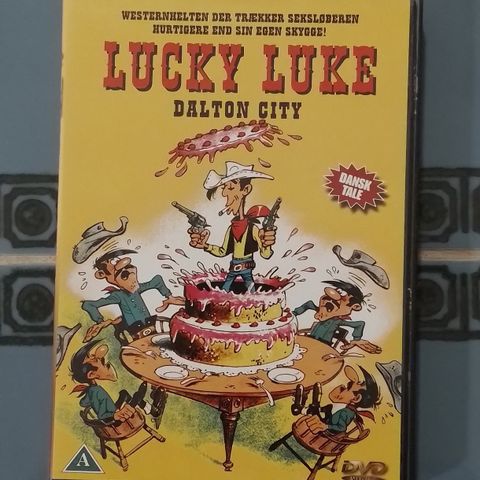 WESTERNHELTEN DER TRÆKKER SEKSLØBEREN
HURTIGERE END SIN EGEN SKYGGE!
LUCKY LUKE
DALTON CITY
DANSK
TALE
A
DVD